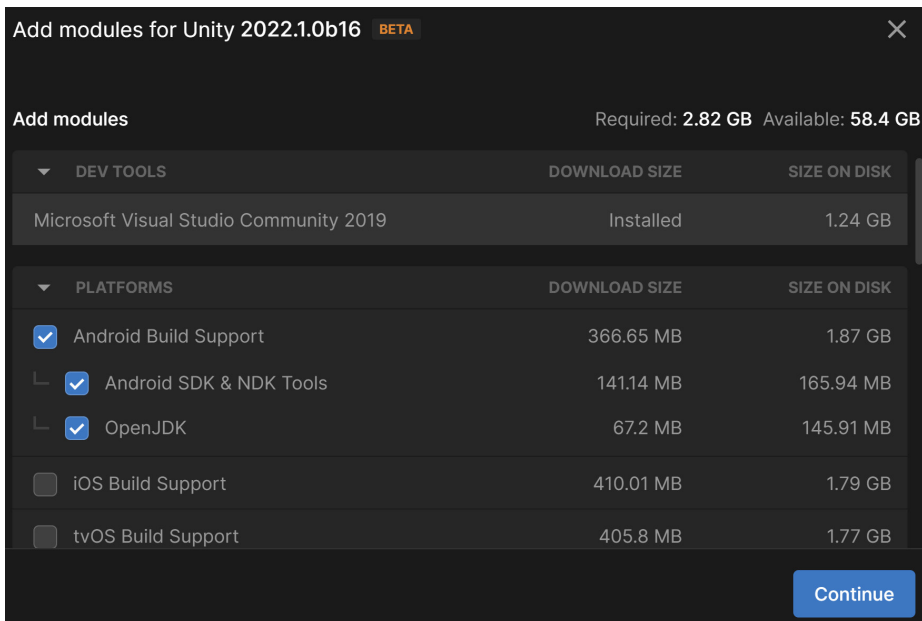 Add modules for Unity 2022.1.0b16 BETA
Add modules Required: 2.82 GB Available: 58.4 GB
DEV TOOLS DOWNLOAD SIZE SIZE ON DISK
Microsoft Visual Studio Community 2019 Installed 1.24 GB
PLATFORMS DOWNLOAD SIZE SIZE ON DISK
Android Build Support 366.65 MB 1.87 GB
Android SDK & NDK Tools 141.14 MB 165.94 MB
OpenJDK 67.2 MB 145.91 MB
iOS Build Support 410.01 MB 1.79 GB
tvOS Build Support 405.8 MB 1.77 GB
Continue